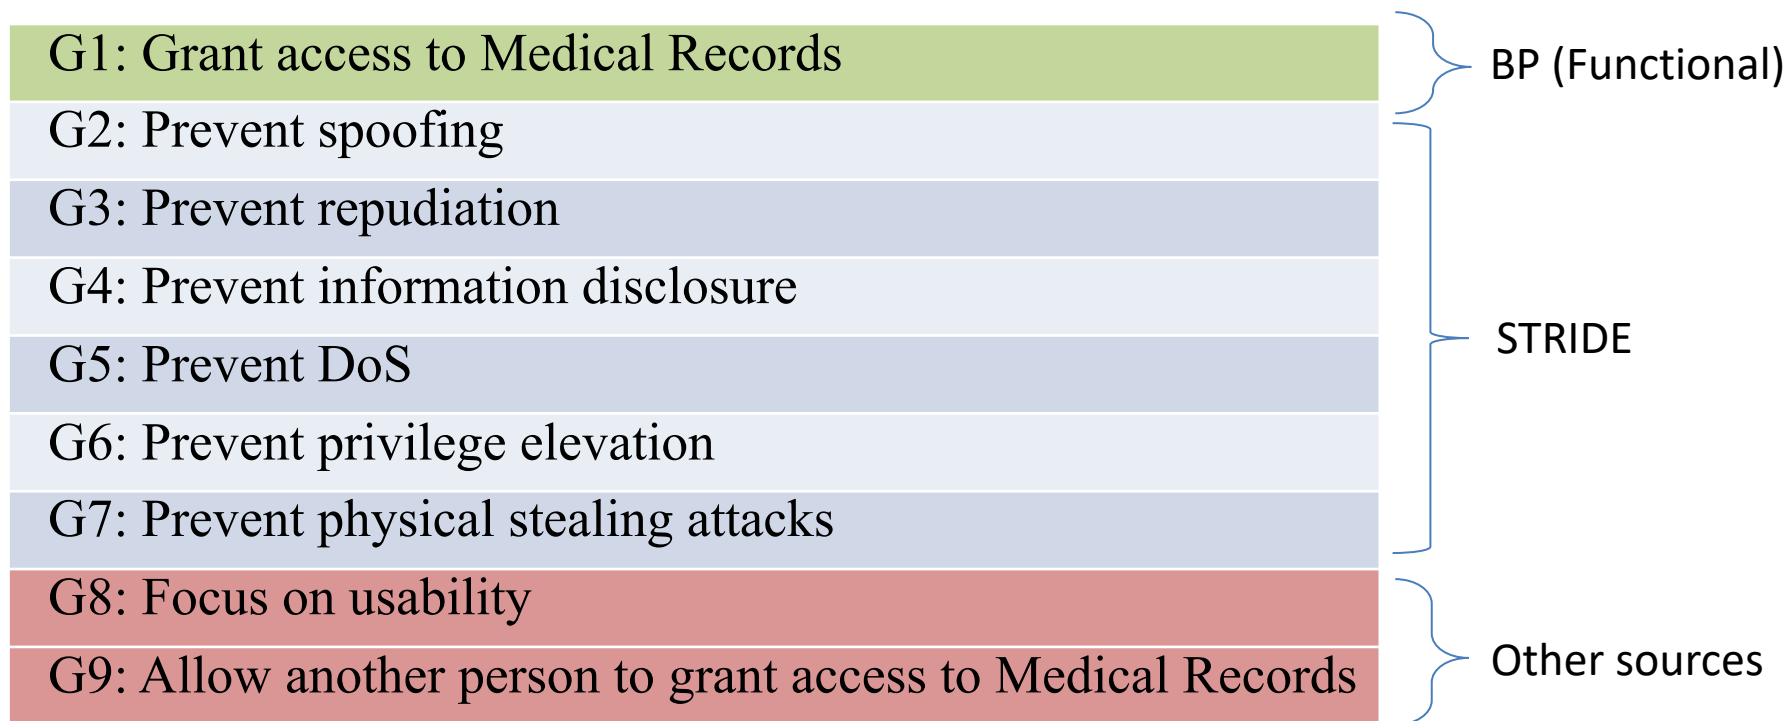 G1: Grant access to Medical Records
BP (Functional)
G2: Prevent spoofing
G3: Prevent repudiation
G4: Prevent information disclosure
G5: Prevent DoS
G6: Prevent privilege elevation
G7: Prevent physical stealing attacks
STRIDE
G8: Focus on usability
G9: Allow another person to grant access to Medical Records
Other sources